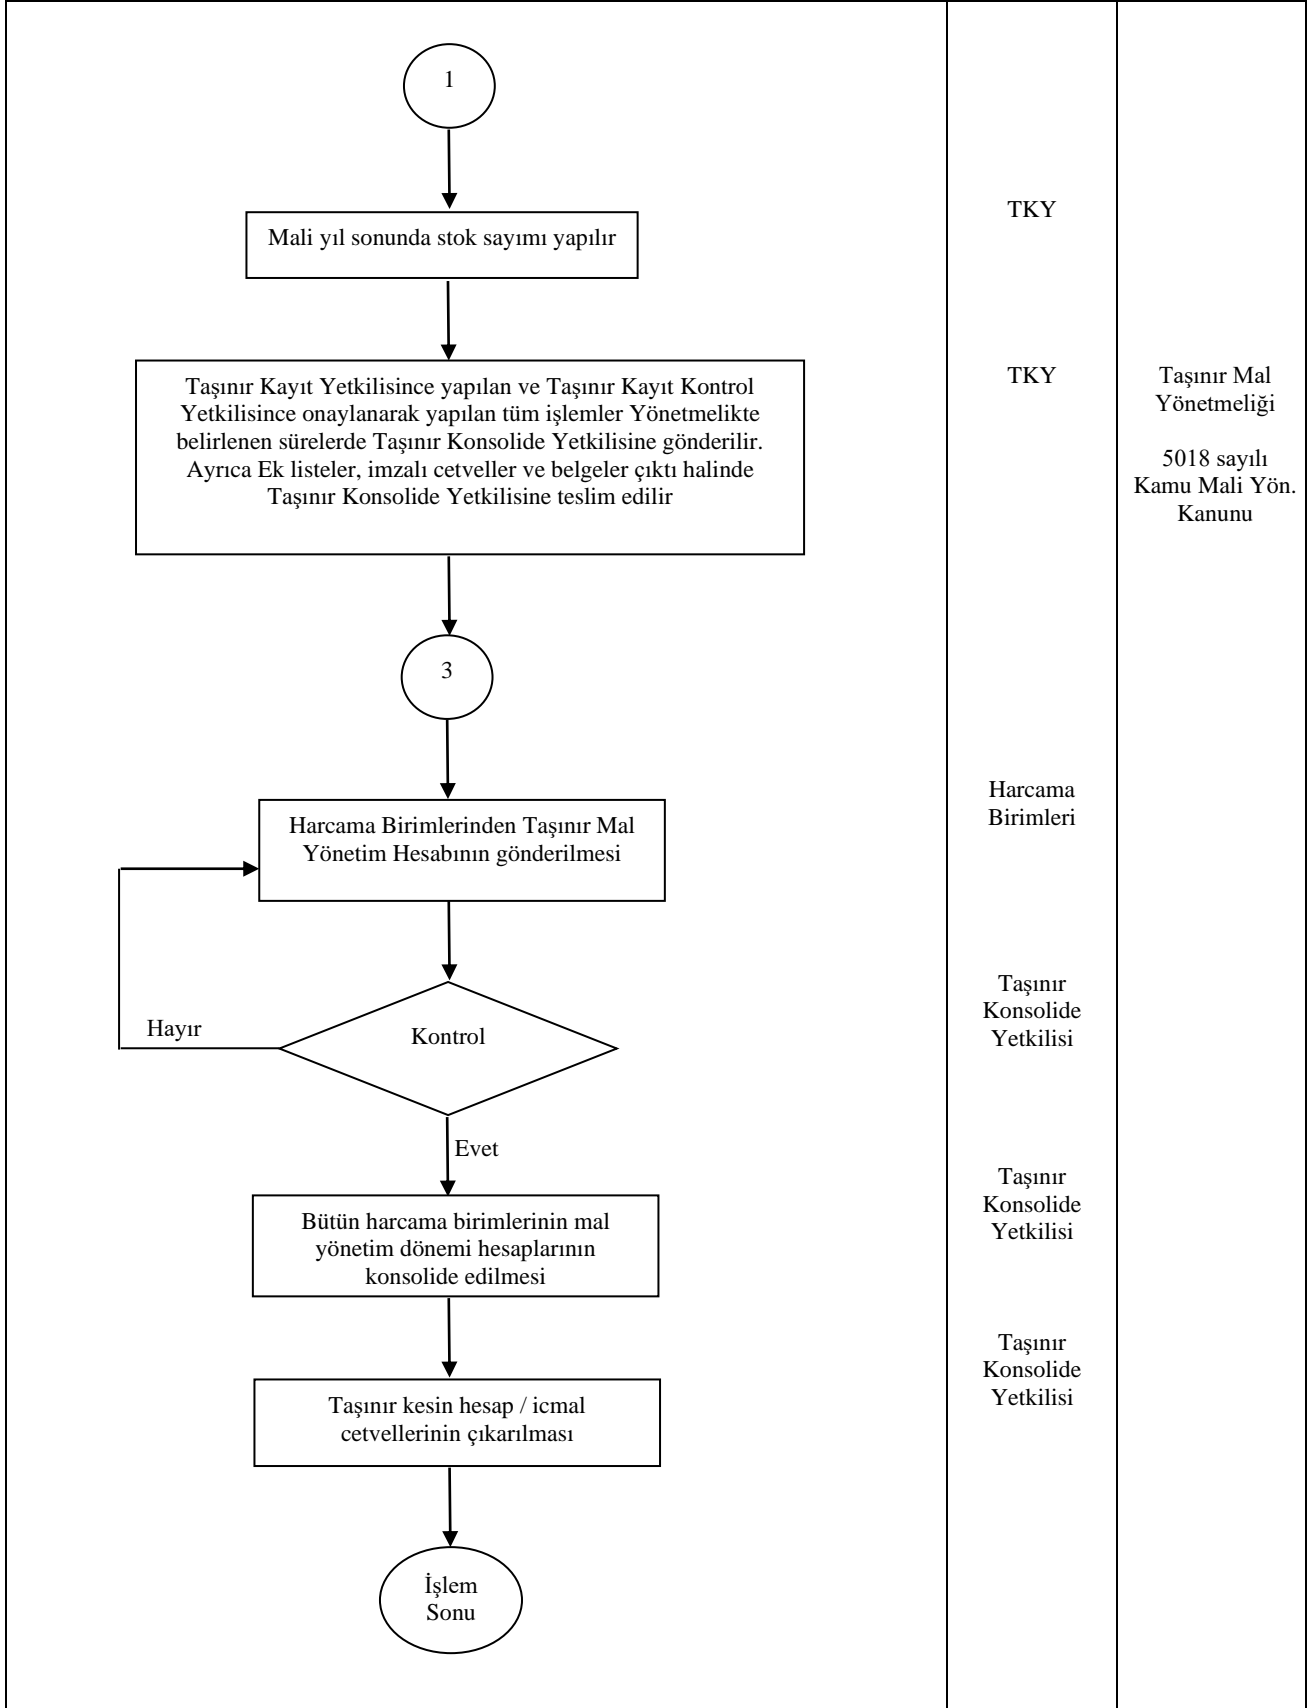 1
Mali yıl sonunda stok sayımı yapılır
TKY
Taşınır Kayıt Yetkilisince yapılan ve Taşınır Kayıt Kontrol
Yetkilisince onaylanarak yapılan tüm işlemler Yönetmelikte
belirlenen sürelerde Taşınır Konsolide Yetkilisine gönderilir.
Ayrıca Ek listeler, imzalı cetveller ve belgeler çıktı halinde
Taşınır Konsolide Yetkilisine teslim edilir
TKY
Taşınır Mal
Yönetmeliği
5018 sayılı
Kamu Mali Yön.
Kanunu
3
Harcama Birimlerinden Taşınır Mal
Yönetim Hesabının gönderilmesi
Harcama
Birimleri
Hayır
Kontrol
Taşınır
Konsolide
Yetkilisi
Evet
Bütün harcama birimlerinin mal
yönetim dönemi hesaplarının
konsolide edilmesi
Taşınır
Konsolide
Yetkilisi
Taşınır kesin hesap / icmal
cetvellerinin çıkarılması
Taşınır
Konsolide
Yetkilisi
İşlem
Sonu